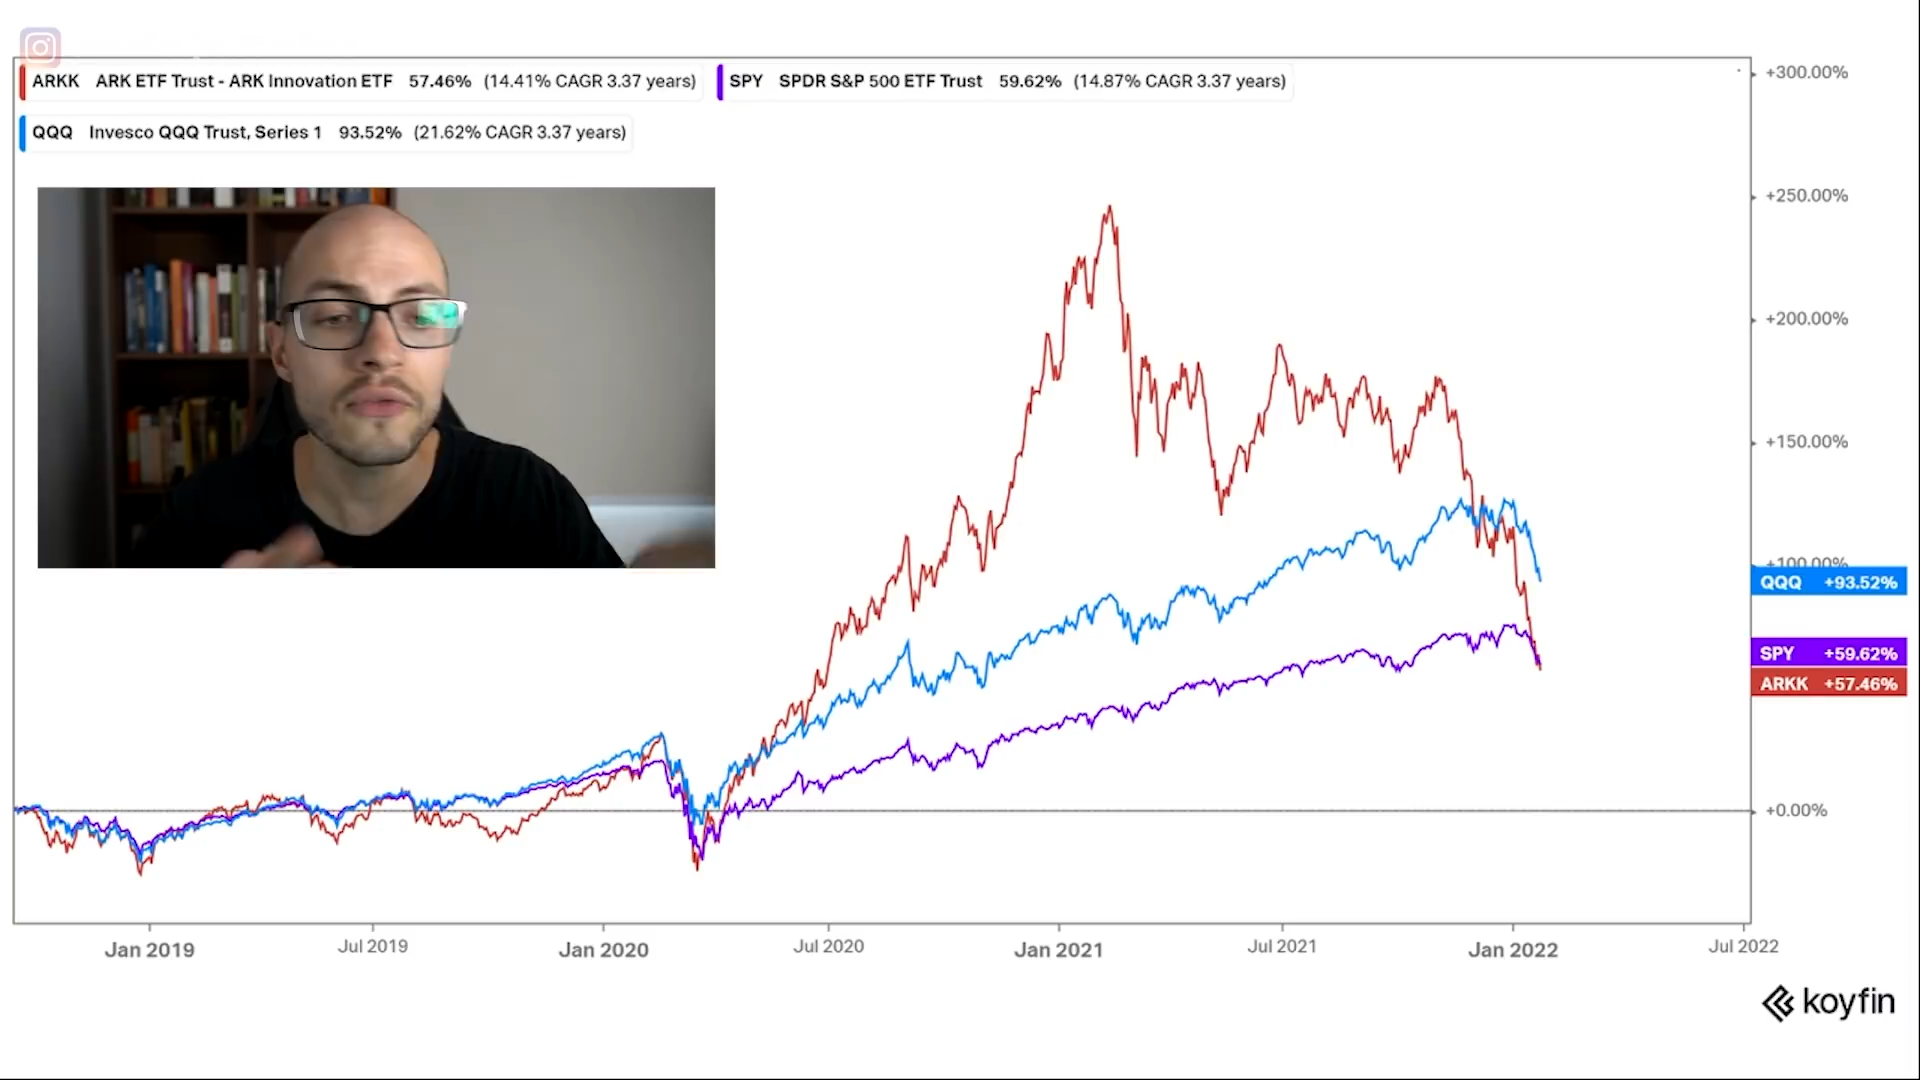 ARKK ARK ETF Trust - ARK Innovation ETF 57.46% (14.41% CAGR 3.37 years) SPY SPDR S&P 500 ETF Trust 59.62% (14.87% CAGR 3.37 years)
QQQ Invesco QQQ Trust, Series 1 93.52% (21.62% CAGR 3.37 years)
+300.00%
+250.00%
+200.00%
+150.00%
+100.00%
QQQ +93.52%
SPY +59.62%
ARKK +57.46%
+0.00%
Jan 2019 Jul 2019 Jan 2020 Jul 2020 Jan 2021 Jul 2021 Jan 2022 Jul 2022
koyfin